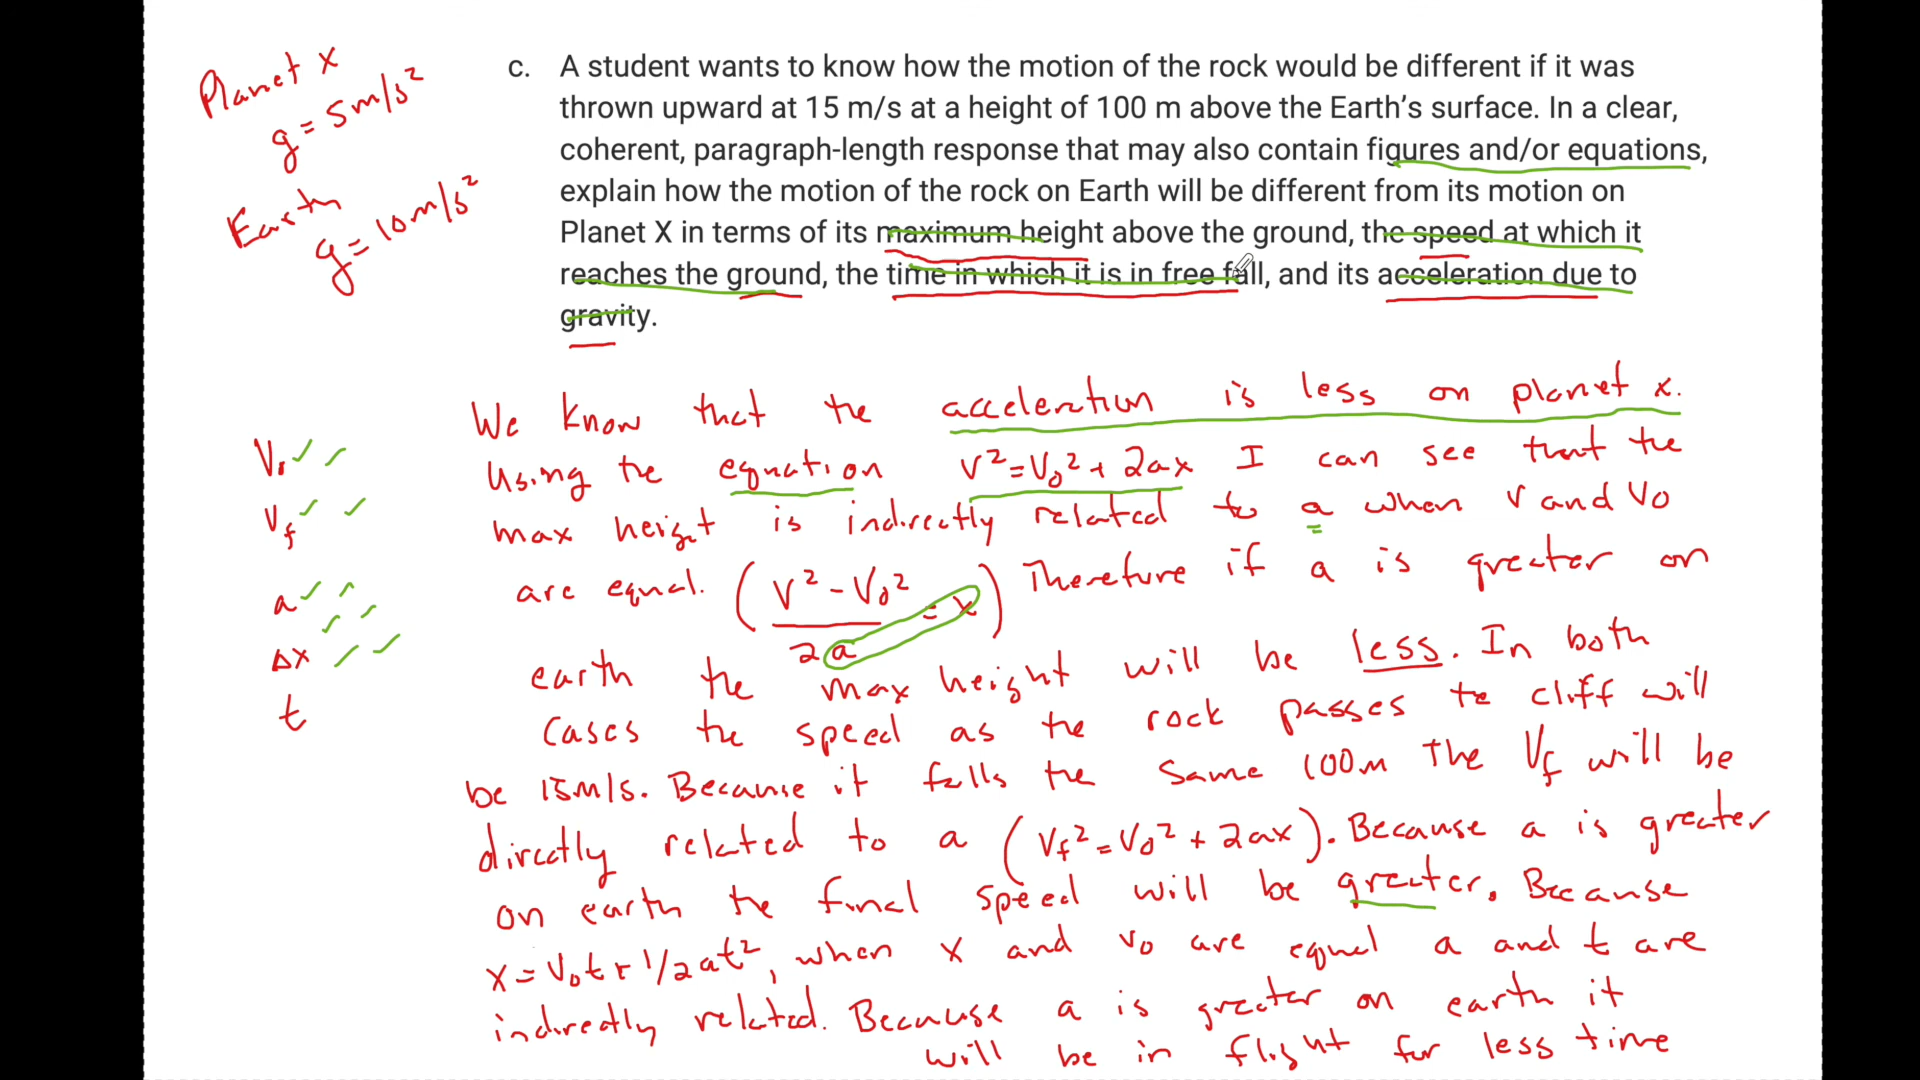 Planet x
g = 5m/s²
Earth
g = 10m/s²
c. A student wants to know how the motion of the rock would be different if it was
thrown upward at 15 m/s at a height of 100 m above the Earth's surface. In a clear,
coherent, paragraph-length response that may also contain figures and/or equations,
explain how the motion of the rock on Earth will be different from its motion on
Planet X in terms of its maximum height above the ground, the speed at which it
reaches the ground, the time in which it is in free fall, and its acceleration due to
gravity.
V₀ ✓ ✓
V_f ✓ ✓
a ✓ ✓ ✓ ✓
Δx ✓ ✓
t
We know that the acceleration is less on planet x.
Using the equation V² = V₀² + 2ax I can see that the
max height is indirectly related to a when V and V₀
are equal. ( (V² - V₀²) / 2a = x ) Therefore if a is greater on
earth the max height will be less. In both
cases the speed as the rock passes the cliff will
be 15m/s. Because it falls the same 100m the V_f will be
directly related to a (V_f² = V₀² + 2ax). Because a is greater
on earth the final speed will be greater. Because
x = V₀t + 1/2at², when x and V₀ are equal a and t are
indirectly related. Because a is greater on earth it
will be in flight for less time